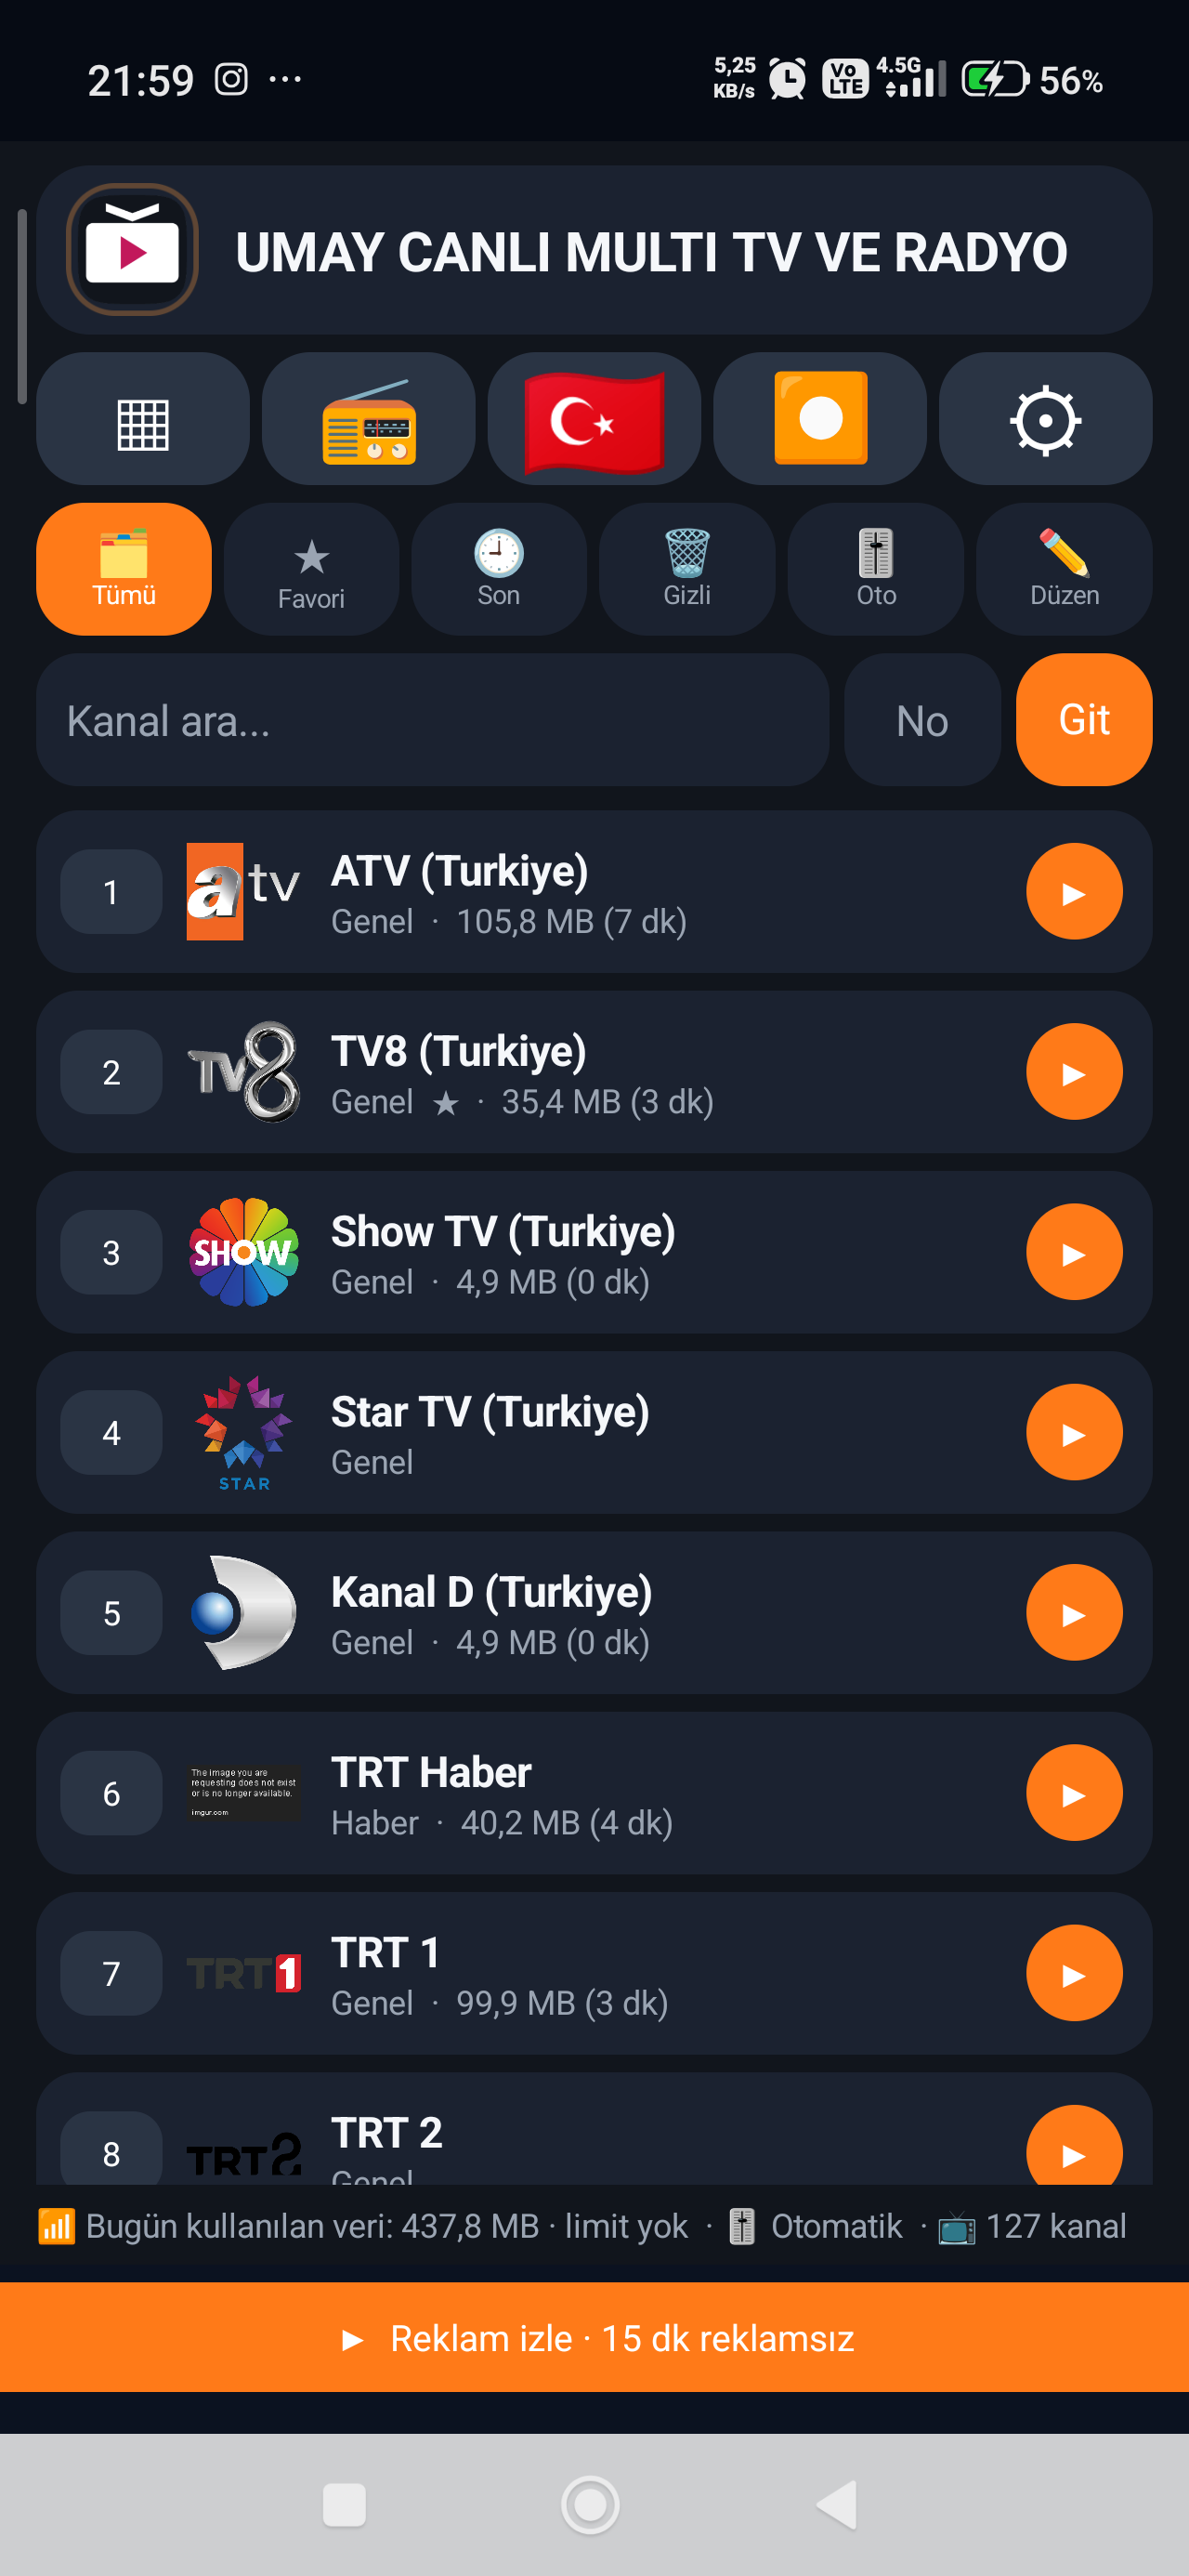 21:59
5,25
KB/s
Vo
LTE
4.5G
56%
UMAY CANLI MULTI TV VE RADYO
Tümü
Favori
Son
Gizli
Oto
Düzen
Kanal ara...
No
Git
1
a tv
ATV (Turkiye)
Genel · 105,8 MB (7 dk)
2
TV8
TV8 (Turkiye)
Genel ★ · 35,4 MB (3 dk)
3
SHOW
Show TV (Turkiye)
Genel · 4,9 MB (0 dk)
4
STAR
Star TV (Turkiye)
Genel
5
Kanal D (Turkiye)
Genel · 4,9 MB (0 dk)
6
The image you are
requesting does not exist
or is no longer available.
imgur.com
TRT Haber
Haber · 40,2 MB (4 dk)
7
TRT1
TRT 1
Genel · 99,9 MB (3 dk)
8
TRT2
TRT 2
Genel
Bugün kullanılan veri: 437,8 MB · limit yok · Otomatik · 127 kanal
Reklam izle · 15 dk reklamsız